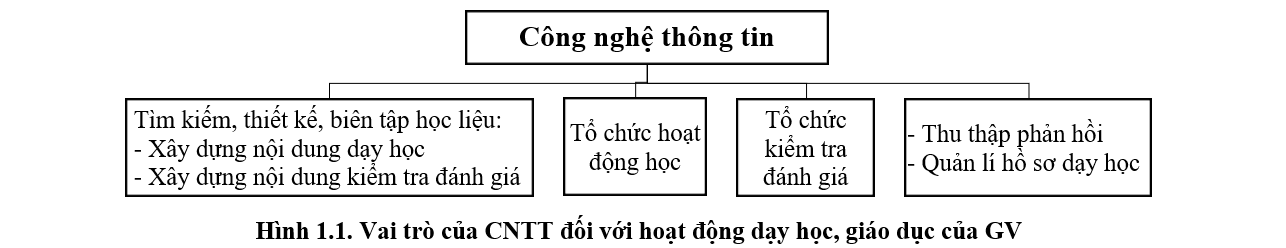 Công nghệ thông tin
Tìm kiếm, thiết kế, biên tập học liệu:
- Xây dựng nội dung dạy học
- Xây dựng nội dung kiểm tra đánh giá
Tổ chức hoạt
động học
Tổ chức
kiểm tra
đánh giá
- Thu thập phản hồi
- Quản lí hồ sơ dạy học
Hình 1.1. Vai trò của CNTT đối với hoạt động dạy học, giáo dục của GV